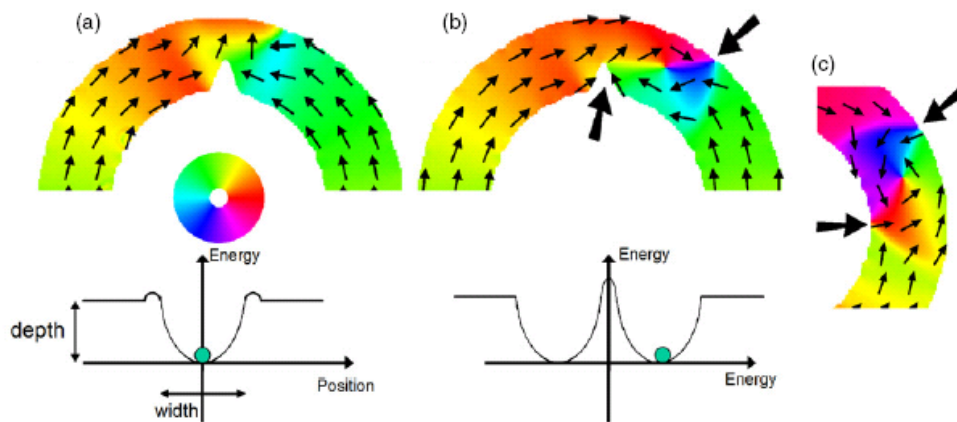 (a)
(b)
(c)
Energy
depth
Position
width
Energy
Energy